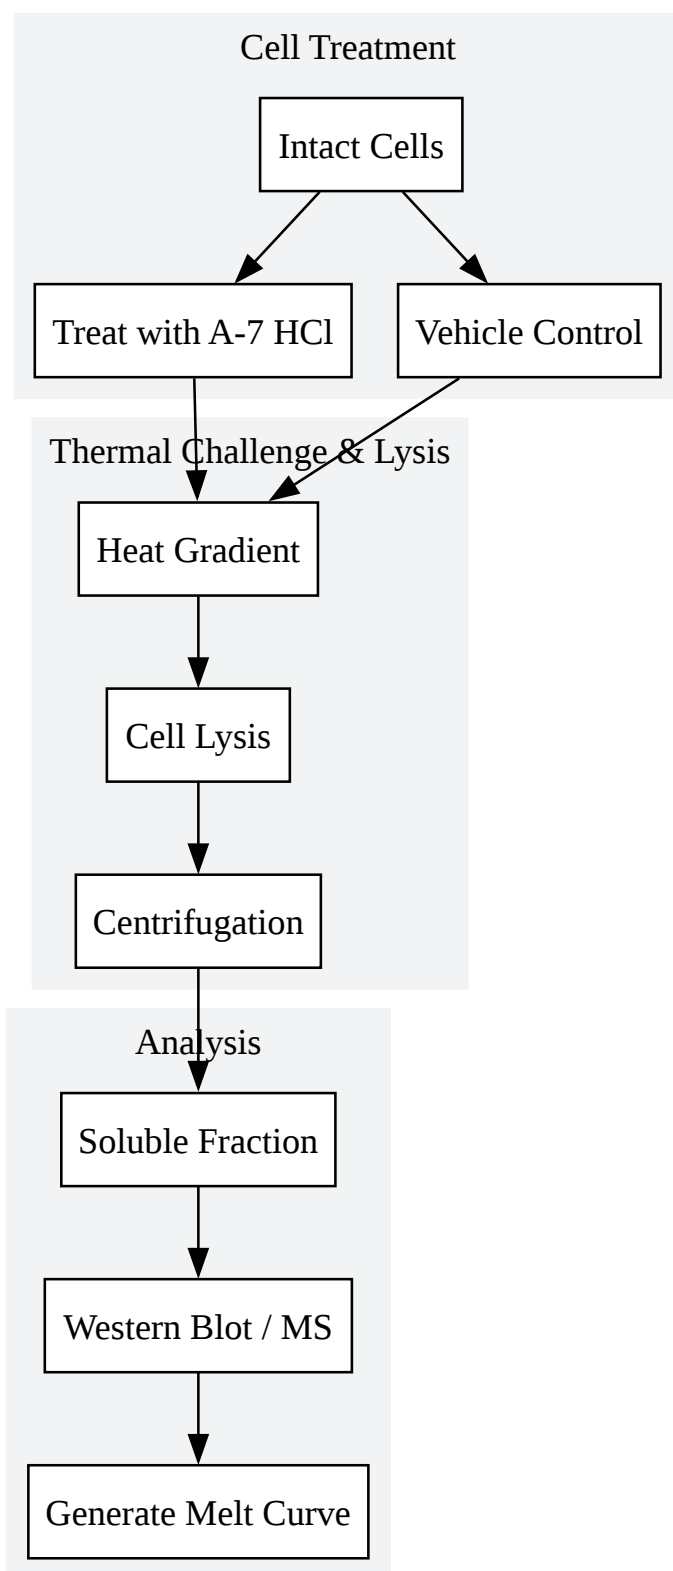 Cell Treatment
Intact Cells
Treat with A-7 HCl
Vehicle Control
Thermal Challenge & Lysis
Heat Gradient
Cell Lysis
Centrifugation
Analysis
Soluble Fraction
Western Blot / MS
Generate Melt Curve